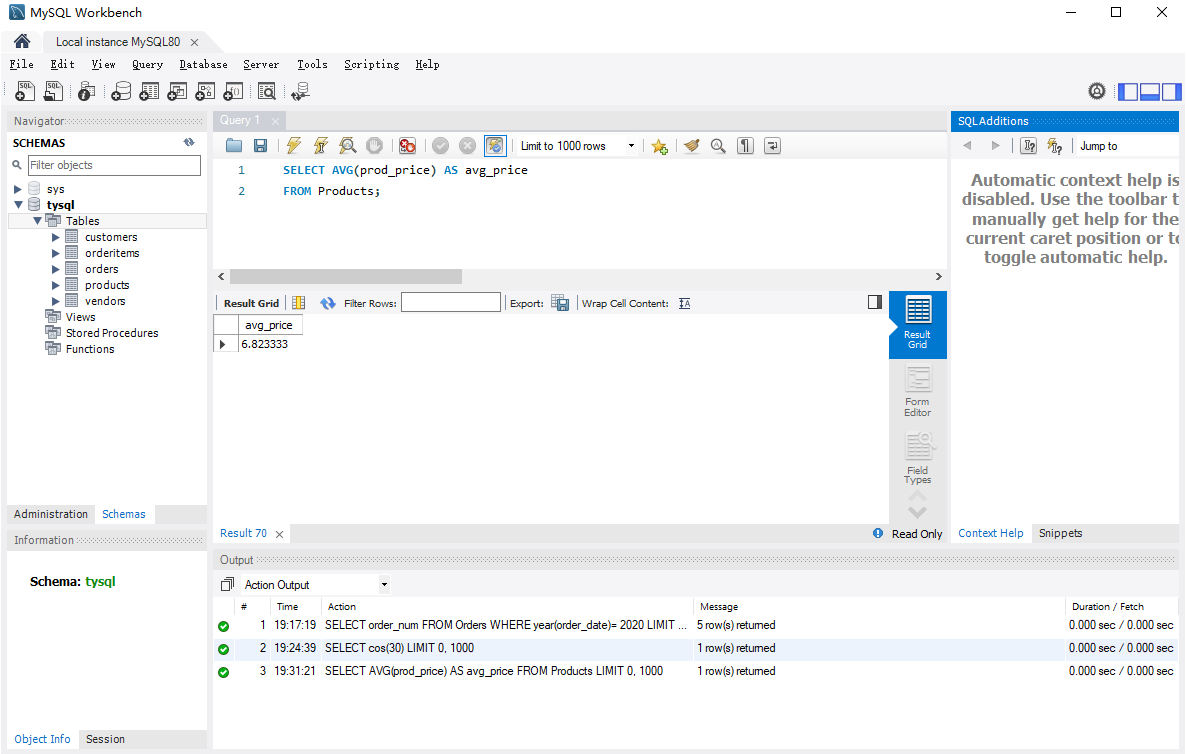 MySQL Workbench
Local instance MySQL80
File Edit View Query Database Server Tools Scripting Help
Navigator
SCHEMAS
Filter objects
sys
tysql
Tables
customers
orderitems
orders
products
vendors
Views
Stored Procedures
Functions
Administration Schemas
Information
Schema: tysql
Object Info Session
Query 1
Limit to 1000 rows
1 SELECT AVG(prod_price) AS avg_price
2 FROM Products;
Result Grid Filter Rows: Export: Wrap Cell Content:
avg_price
6.823333
Result
Grid
Form
Editor
Field
Types
Result 70 Read Only
SQLAdditions
Jump to
Automatic context help is
disabled. Use the toolbar t
manually get help for the
current caret position or to
toggle automatic help.
Context Help Snippets
Output
Action Output
# Time Action Message Duration / Fetch
1 19:17:19 SELECT order_num FROM Orders WHERE year(order_date)= 2020 LIMIT ... 5 row(s) returned 0.000 sec / 0.000 sec
2 19:24:39 SELECT cos(30) LIMIT 0, 1000 1 row(s) returned 0.000 sec / 0.000 sec
3 19:31:21 SELECT AVG(prod_price) AS avg_price FROM Products LIMIT 0, 1000 1 row(s) returned 0.000 sec / 0.000 sec